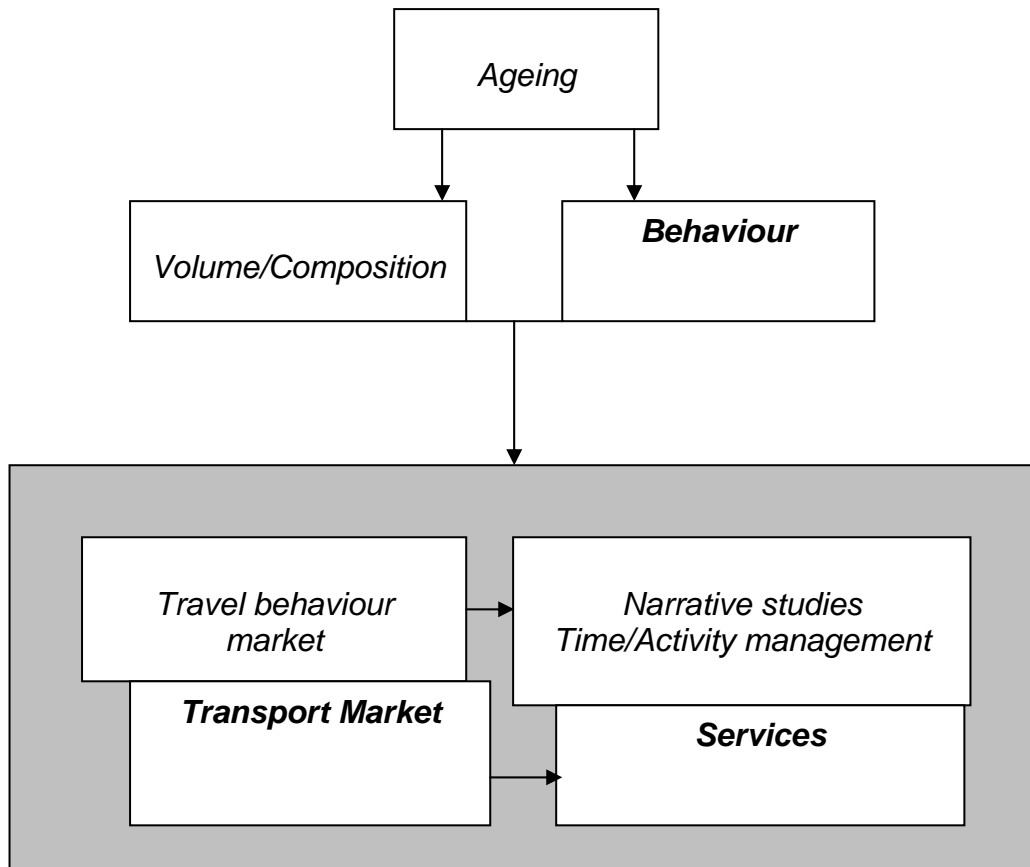 Ageing
Volume/Composition
Behaviour
Travel behaviour
market
Narrative studies
Time/Activity management
Transport Market
Services